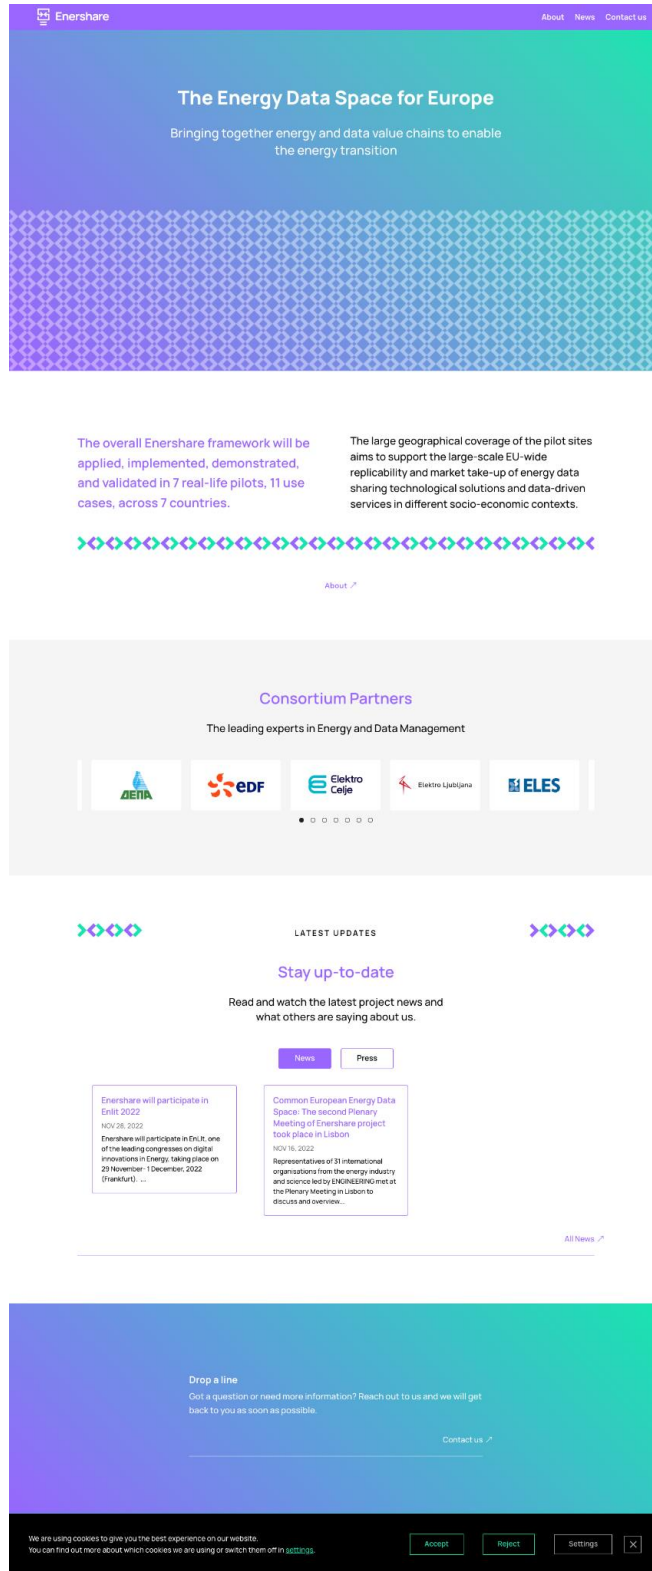 Enershare
About News Contact us
The Energy Data Space for Europe
Bringing together energy and data value chains to enable
the energy transition
The overall Enershare framework will be
applied, implemented, demonstrated,
and validated in 7 real-life pilots, 11 use
cases, across 7 countries.
The large geographical coverage of the pilot sites
aims to support the large-scale EU-wide
replicability and market take-up of energy data
sharing technological solutions and data-driven
services in different socio-economic contexts.
About ↗
Consortium Partners
The leading experts in Energy and Data Management
ΔΕΠΑ
eDF
Elektro
Celje
Elektro Ljubljana
ELES
LATEST UPDATES
Stay up-to-date
Read and watch the latest project news and
what others are saying about us.
News
Press
Enershare will participate in
Enlit 2022
NOV 28, 2022
Enershare will participate in EnLit, one
of the leading congresses on digital
innovations in Energy, taking place on
29 November- 1 December, 2022
(Frankfurt). ...
Common European Energy Data
Space: The second Plenary
Meeting of Enershare project
took place in Lisbon
NOV 16, 2022
Representatives of 31 international
organisations from the energy industry
and science led by ENGINEERING met at
the Plenary Meeting in Lisbon to
discuss and overview...
All News ↗
Drop a line
Got a question or need more information? Reach out to us and we will get
back to you as soon as possible.
Contact us ↗
We are using cookies to give you the best experience on our website.
You can find out more about which cookies we are using or switch them off in settings.
Accept
Reject
Settings